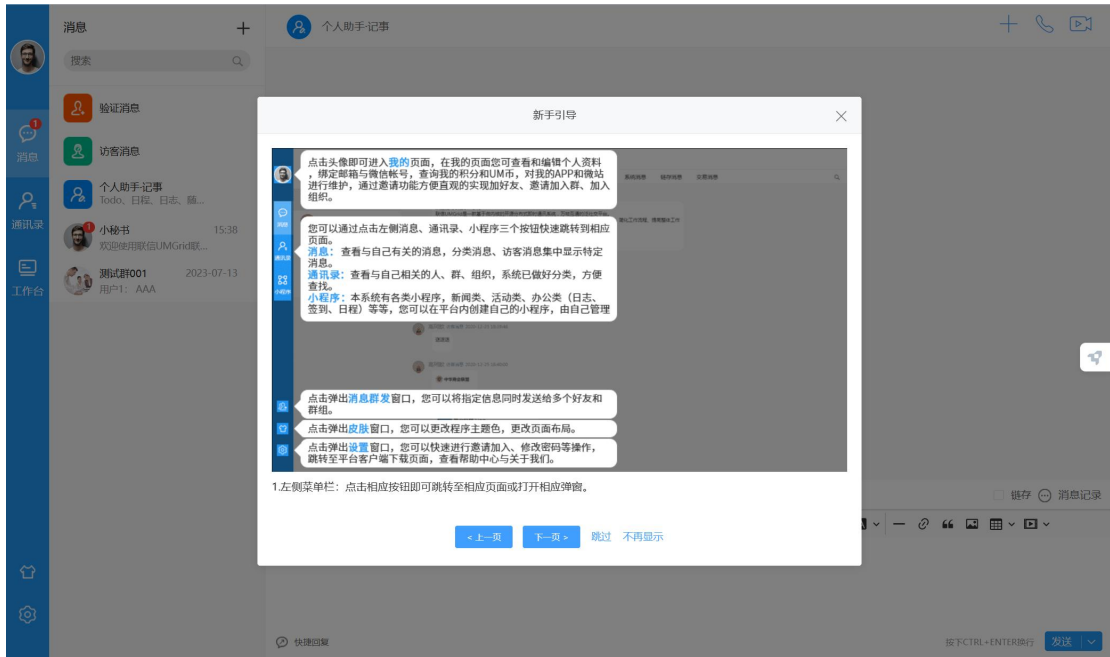 消息
个人助手-记事
搜索
1
消息
通讯录
工作台
验证消息
访客消息
个人助手-记事
Todo、日程、日志、随...
小秘书
15:38
欢迎使用联信UMGrid联...
测试群001
2023-07-13
用户1: AAA
新手引导
点击头像即可进入我的页面，在我的页面您可查看和编辑个人资料
，绑定邮箱与微信帐号，查询我的积分和UM币，对我的APP和微站
进行维护，通过邀请功能方便直观的实现加好友、邀请加入群、加入
组织。
系统消息 链存消息 交易消息
消息
通讯录
小程序
您可以通过点击左侧消息、通讯录、小程序三个按钮快速跳转到相应
页面。
消息：查看与自己有关的消息，分类消息、访客消息集中显示特定
消息。
通讯录：查看与自己相关的人、群、组织，系统已做好分类，方便
查找。
小程序：本系统有各类小程序，新闻类、活动类、办公类（日志、
签到、日程）等等，您可以在平台内创建自己的小程序，由自己管理
点击弹出消息群发窗口，您可以将指定信息同时发送给多个好友和
群组。
点击弹出皮肤窗口，您可以更改程序主题色，更改页面布局。
点击弹出设置窗口，您可以快速进行邀请加入、修改密码等操作，
跳转至平台客户端下载页面，查看帮助中心与关于我们。
1.左侧菜单栏：点击相应按钮即可跳转至相应页面或打开相应弹窗。
< 上一页
下一页 >
跳过
不再显示
链存
消息记录
快捷回复
按下CTRL+ENTER换行
发送